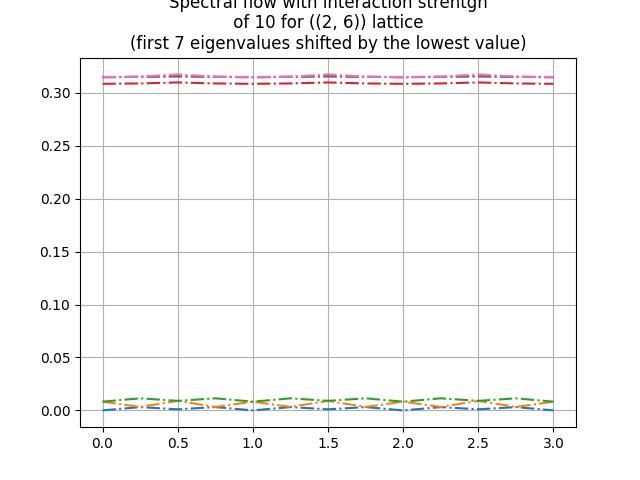 Spectral flow with interaction strentgh
of 10 for ((2, 6)) lattice
(first 7 eigenvalues shifted by the lowest value)
0.30
0.25
0.20
0.15
0.10
0.05
0.00
0.0 0.5 1.0 1.5 2.0 2.5 3.0